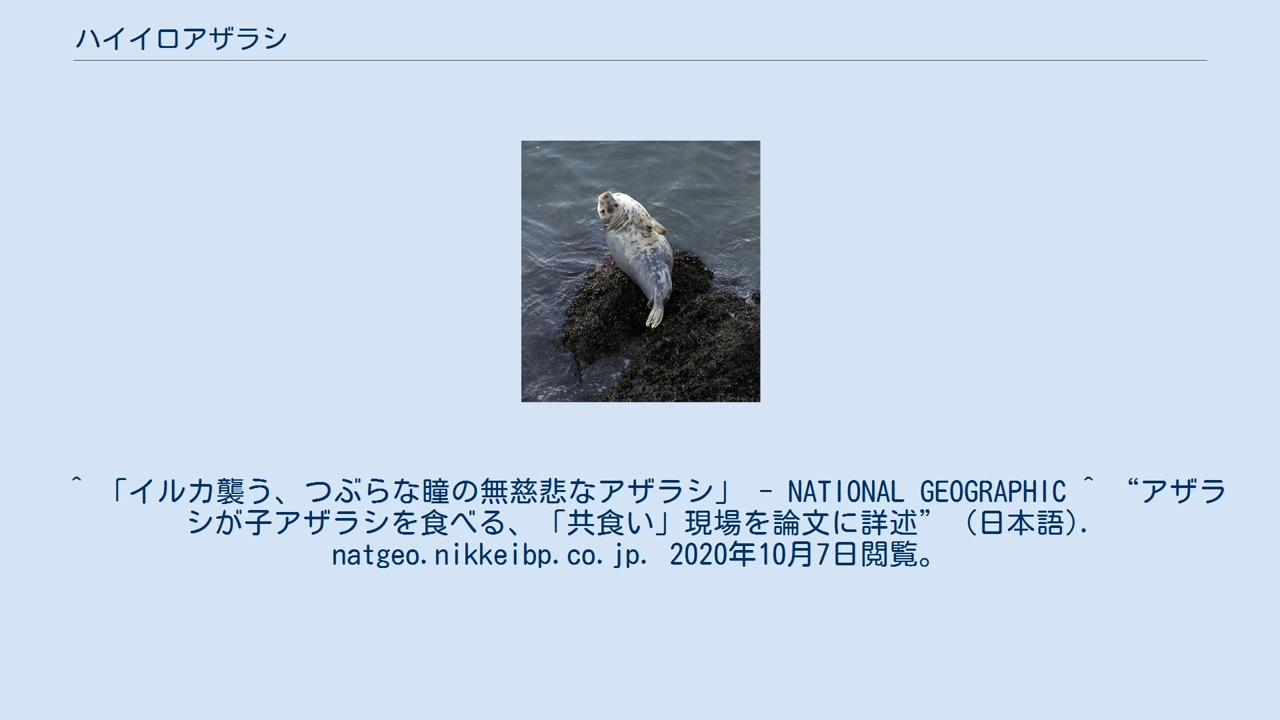 ハイイロアザラシ
^ 「イルカ襲う、つぶらな瞳の無慈悲なアザラシ」 - NATIONAL GEOGRAPHIC ^ “アザラ
シが子アザラシを食べる、「共食い」現場を論文に詳述” (日本語).
natgeo.nikkeibp.co.jp. 2020年10月7日閲覧。